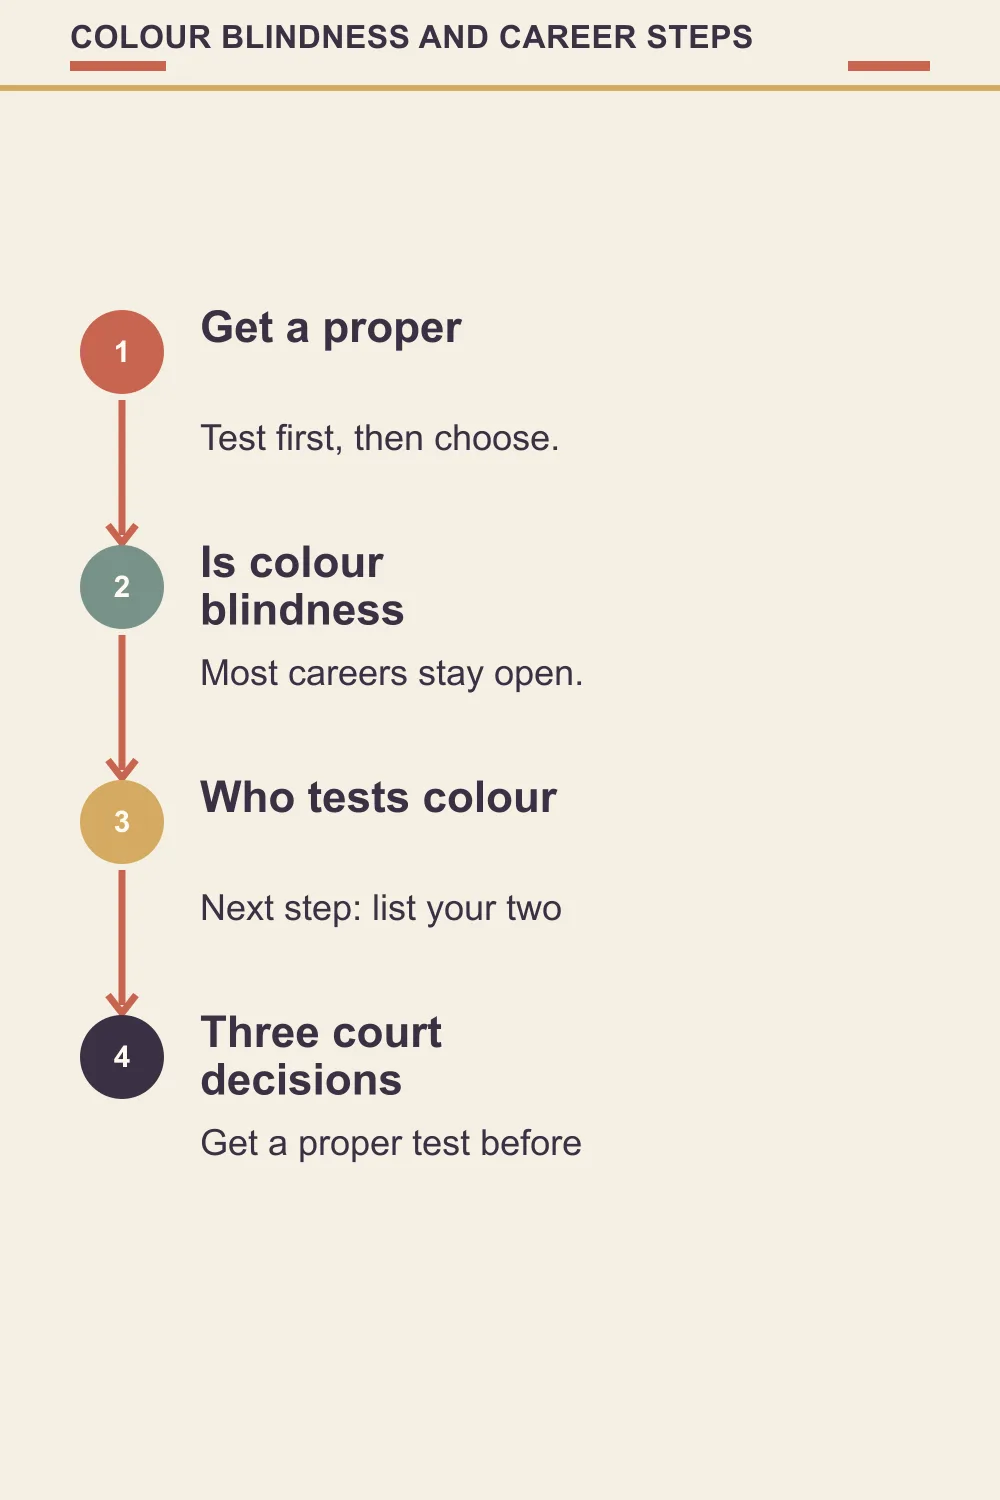 COLOUR BLINDNESS AND CAREER STEPS
1
Get a proper
Test first, then choose.
2
Is colour
blindness
Most careers stay open.
3
Who tests colour
Next step: list your two
4
Three court
decisions
Get a proper test before